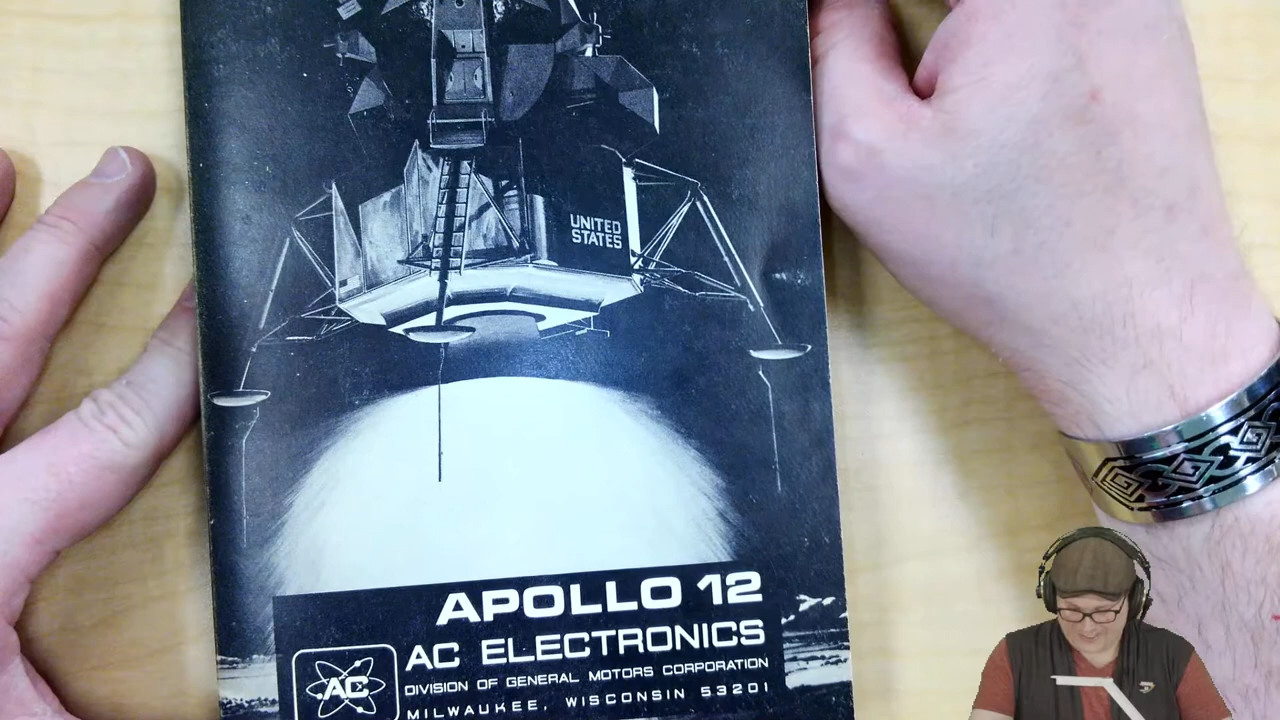 UNITED
STATES
APOLLO 12
AC ELECTRONICS
DIVISION OF GENERAL MOTORS CORPORATION
MILWAUKEE, WISCONSIN 53201
AC